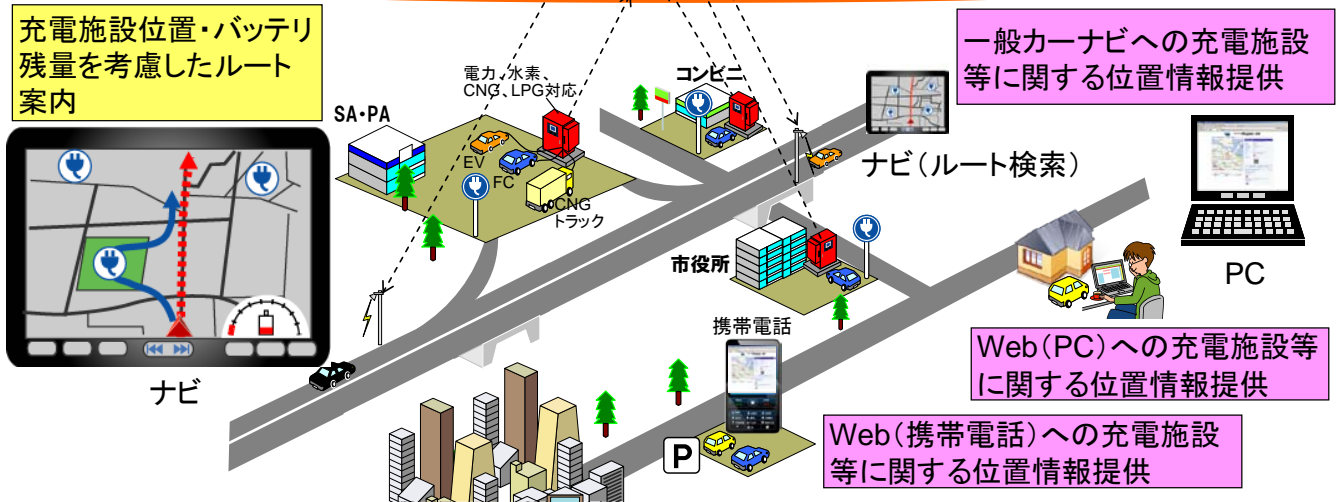 充電施設位置・バッテリ
残量を考慮したルート
案内
一般カーナビへの充電施設
等に関する位置情報提供
電力、水素、
CNG、LPG対応
コンビニ
SA・PA
EV
FC
CNG
トラック
ナビ（ルート検索）
市役所
PC
携帯電話
ナビ
Web（PC）への充電施設等
に関する位置情報提供
P
Web（携帯電話）への充電施設
等に関する位置情報提供